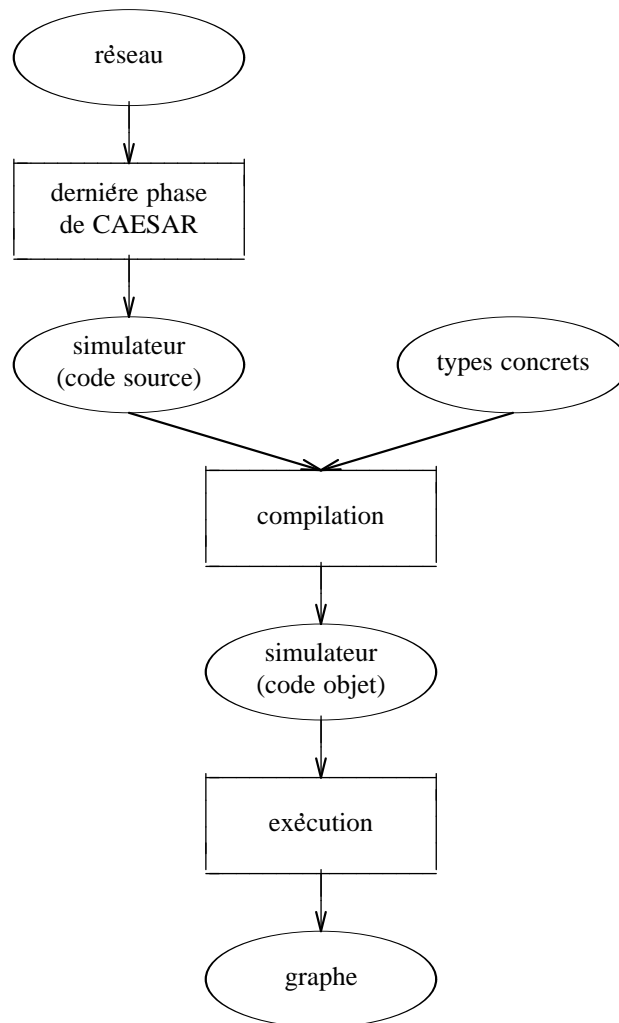 réseau
dernière phase
de CAESAR
simulateur
(code source)
types concrets
compilation
simulateur
(code objet)
exécution
graphe